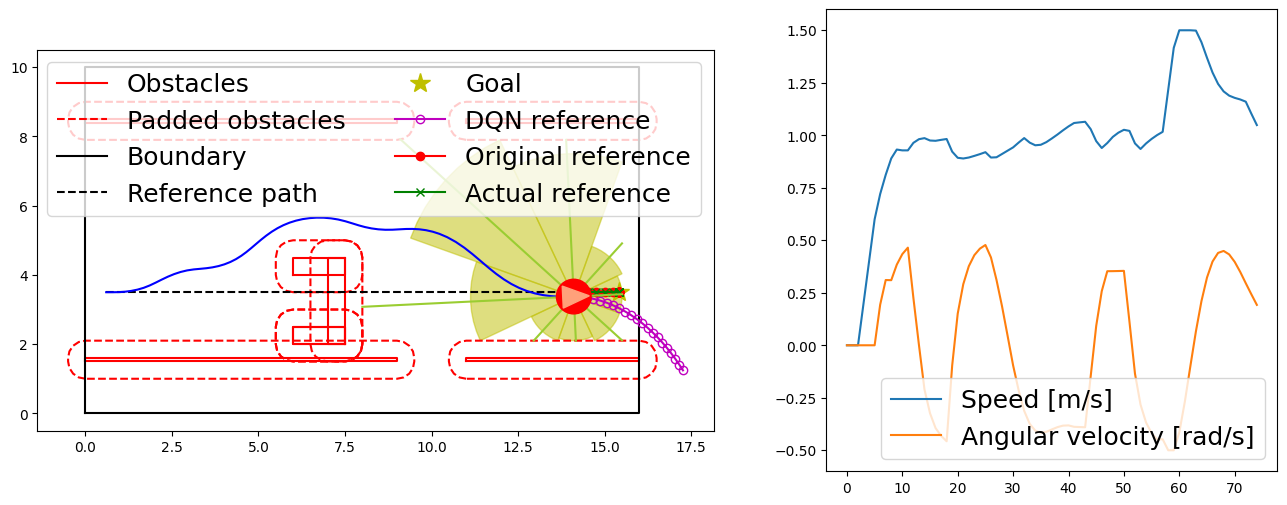 10
8
6
4
2
0
0.0 2.5 5.0 7.5 10.0 12.5 15.0 17.5
Obstacles
Padded obstacles
Boundary
Reference path
Goal
DQN reference
Original reference
Actual reference
1.50
1.25
1.00
0.75
0.50
0.25
0.00
−0.25
−0.50
0 10 20 30 40 50 60 70
Speed [m/s]
Angular velocity [rad/s]